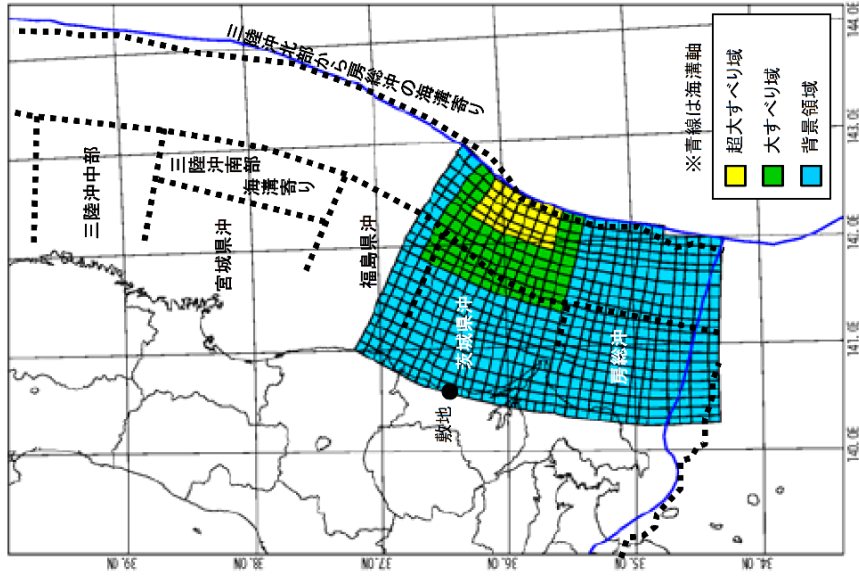 三陸沖北部から房総沖の海溝寄り
三陸沖中部
三陸沖南部
海溝寄り
宮城県沖
福島県沖
茨城県沖
房総沖
敷地
※青線は海溝軸
超大すべり域
大すべり域
背景領域
144.0E
143.0E
142.0E
141.0E
140.0E
39.0N
38.0N
37.0N
36.0N
35.0N
34.0N